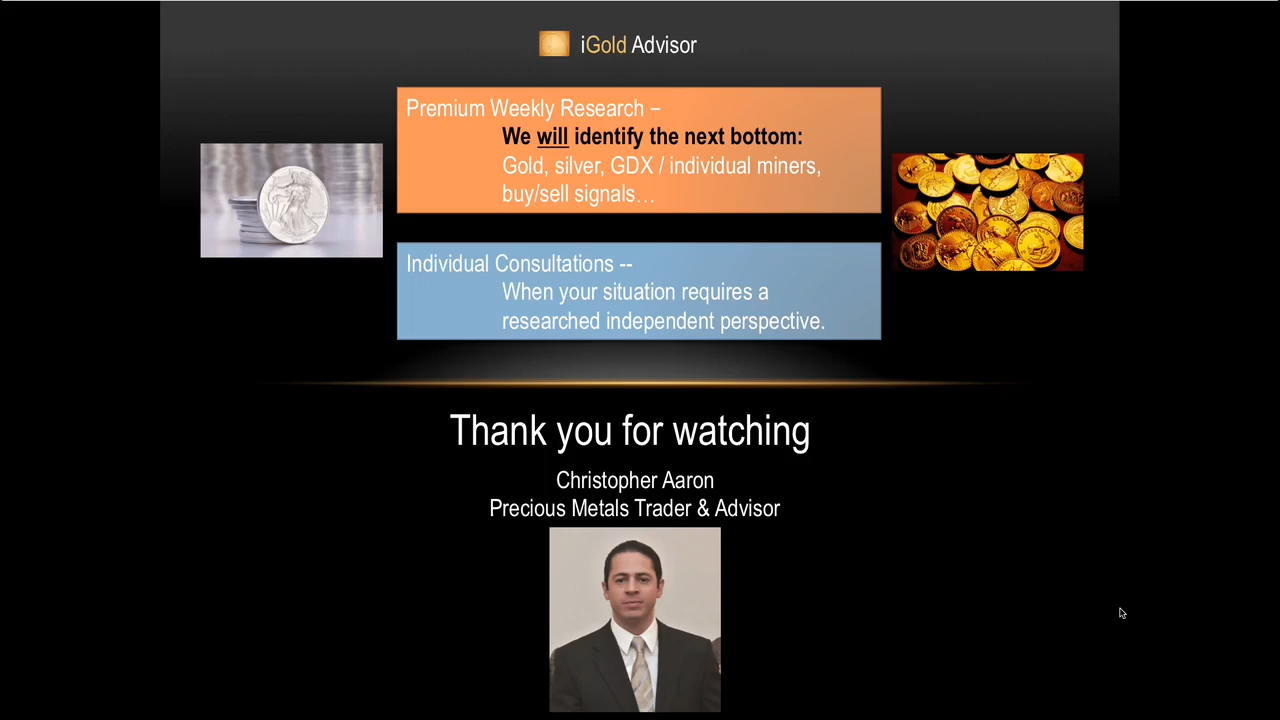 iGold Advisor
Premium Weekly Research –
We will identify the next bottom:
Gold, silver, GDX / individual miners,
buy/sell signals…
Individual Consultations --
When your situation requires a
researched independent perspective.
Thank you for watching
Christopher Aaron
Precious Metals Trader & Advisor